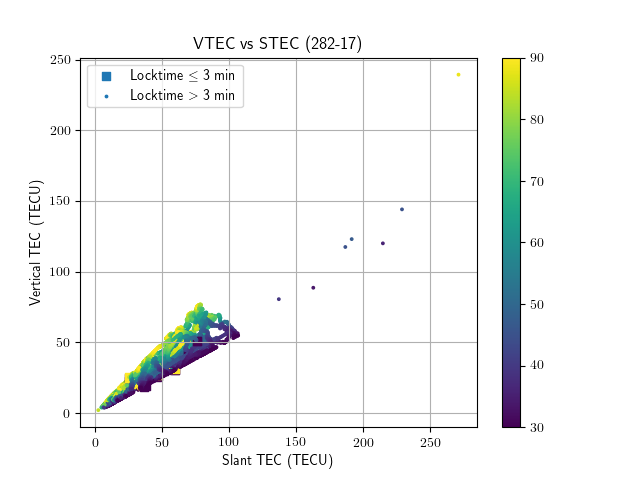 VTEC vs STEC (282-17)
Locktime ≤ 3 min
Locktime > 3 min
Vertical TEC (TECU)
250
200
150
100
50
0
0 50 100 150 200 250
Slant TEC (TECU)
90
80
70
60
50
40
30